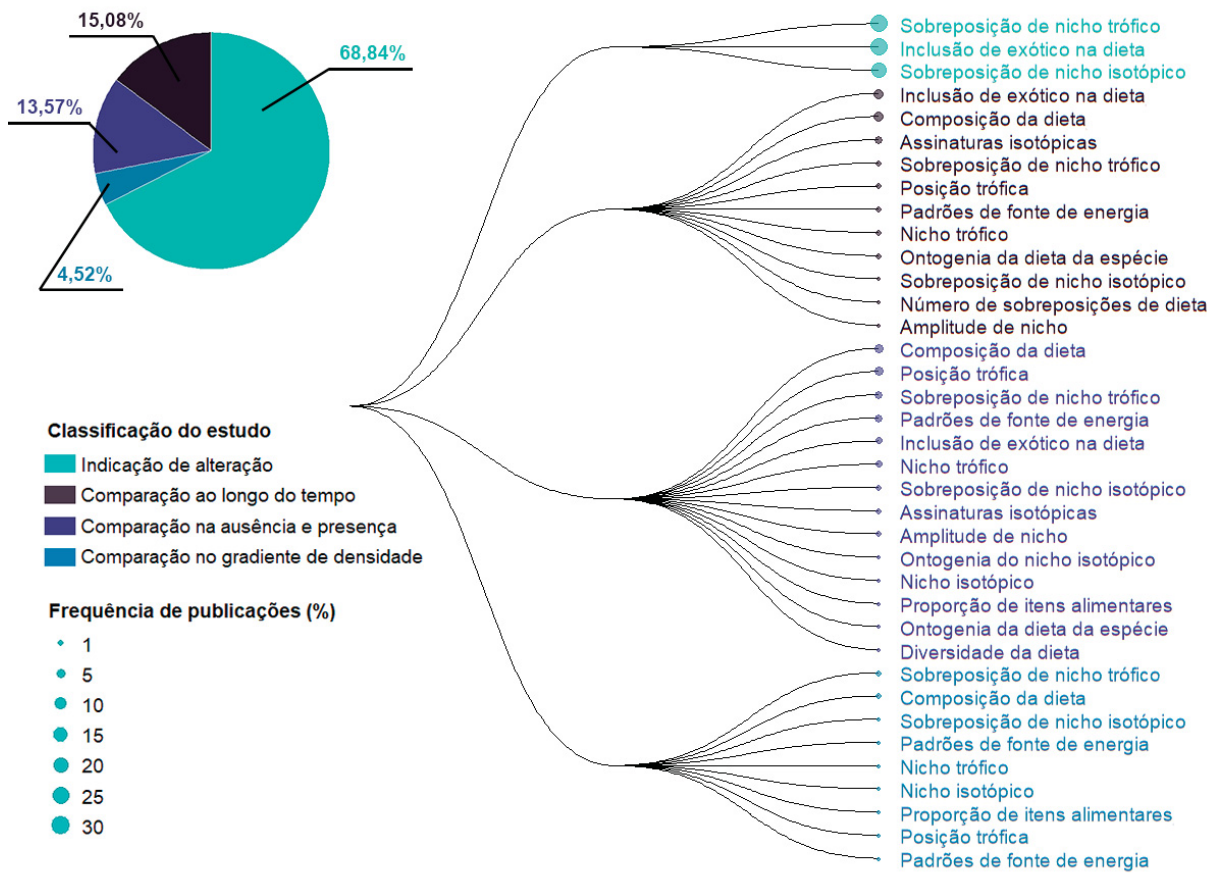 15,08%
68,84%
13,57%
4,52%
Classificação do estudo
Indicação de alteração
Comparação ao longo do tempo
Comparação na ausência e presença
Comparação no gradiente de densidade
Frequência de publicações (%)
1
5
10
15
20
25
30
Sobreposição de nicho trófico
Inclusão de exótico na dieta
Sobreposição de nicho isotópico
Inclusão de exótico na dieta
Composição da dieta
Assinaturas isotópicas
Sobreposição de nicho trófico
Posição trófica
Padrões de fonte de energia
Nicho trófico
Ontogenia da dieta da espécie
Sobreposição de nicho isotópico
Número de sobreposições de dieta
Amplitude de nicho
Composição da dieta
Posição trófica
Sobreposição de nicho trófico
Padrões de fonte de energia
Inclusão de exótico na dieta
Nicho trófico
Sobreposição de nicho isotópico
Assinaturas isotópicas
Amplitude de nicho
Ontogenia do nicho isotópico
Nicho isotópico
Proporção de itens alimentares
Ontogenia da dieta da espécie
Diversidade da dieta
Sobreposição de nicho trófico
Composição da dieta
Sobreposição de nicho isotópico
Padrões de fonte de energia
Nicho trófico
Nicho isotópico
Proporção de itens alimentares
Posição trófica
Padrões de fonte de energia